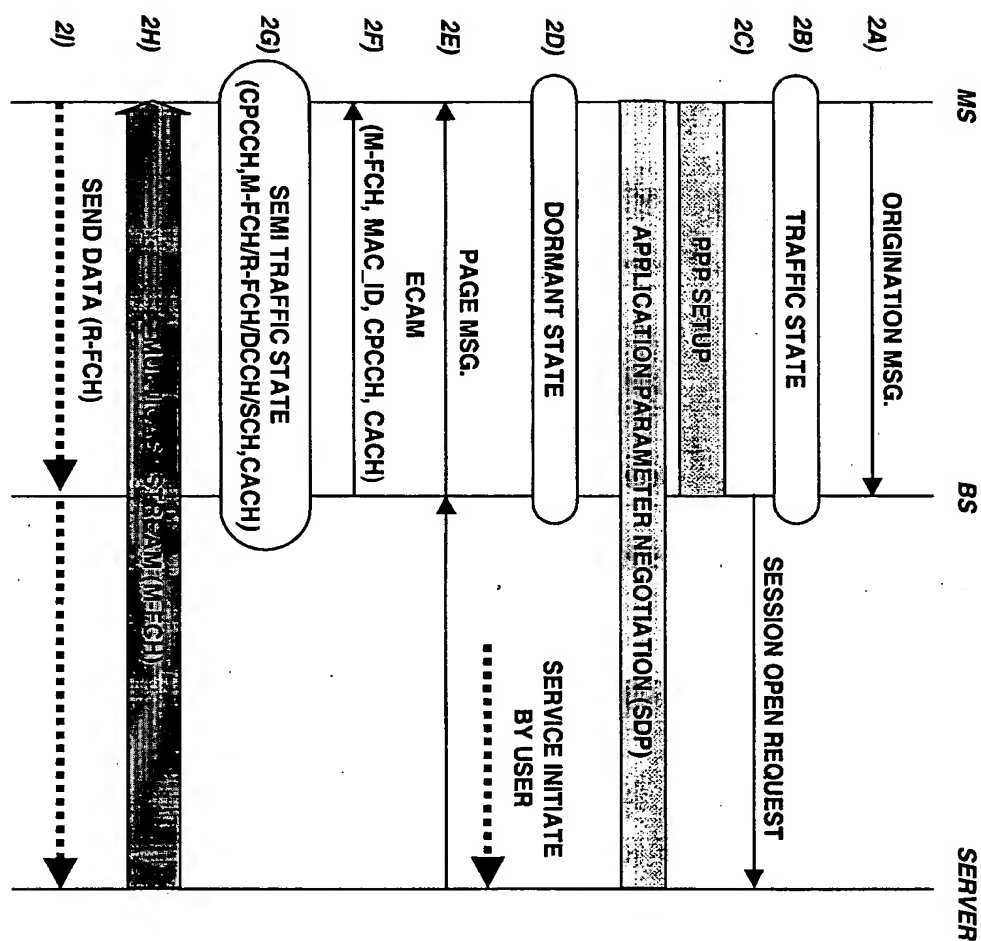 MS
BS
SERVER
2A)
ORIGINATION MSG.
2B)
TRAFFIC STATE
2C)
SESSION OPEN REQUEST
PPP SETUP
APPLICATION PARAMETER NEGOTIATION (SDP)
2D)
DORMANT STATE
SERVICE INITIATE
BY USER
2E)
PAGE MSG.
2F)
ECAM
(M-FCH, MAC_ID, CPCCH, CACH)
2G)
SEMI TRAFFIC STATE
(CPCCH,M-FCH/R-FCH/DCCH/SCH,CACH)
2H)
STREAM (M-FCH)
2I)
SEND DATA (R-FCH)